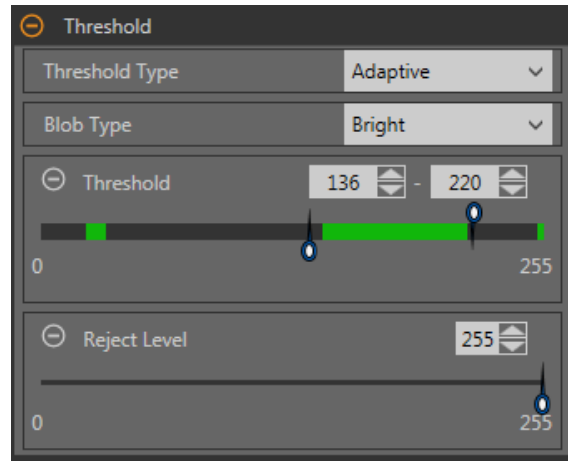 Threshold
Threshold Type Adaptive
Blob Type Bright
Threshold 136 - 220
0 255
Reject Level 255
0 255